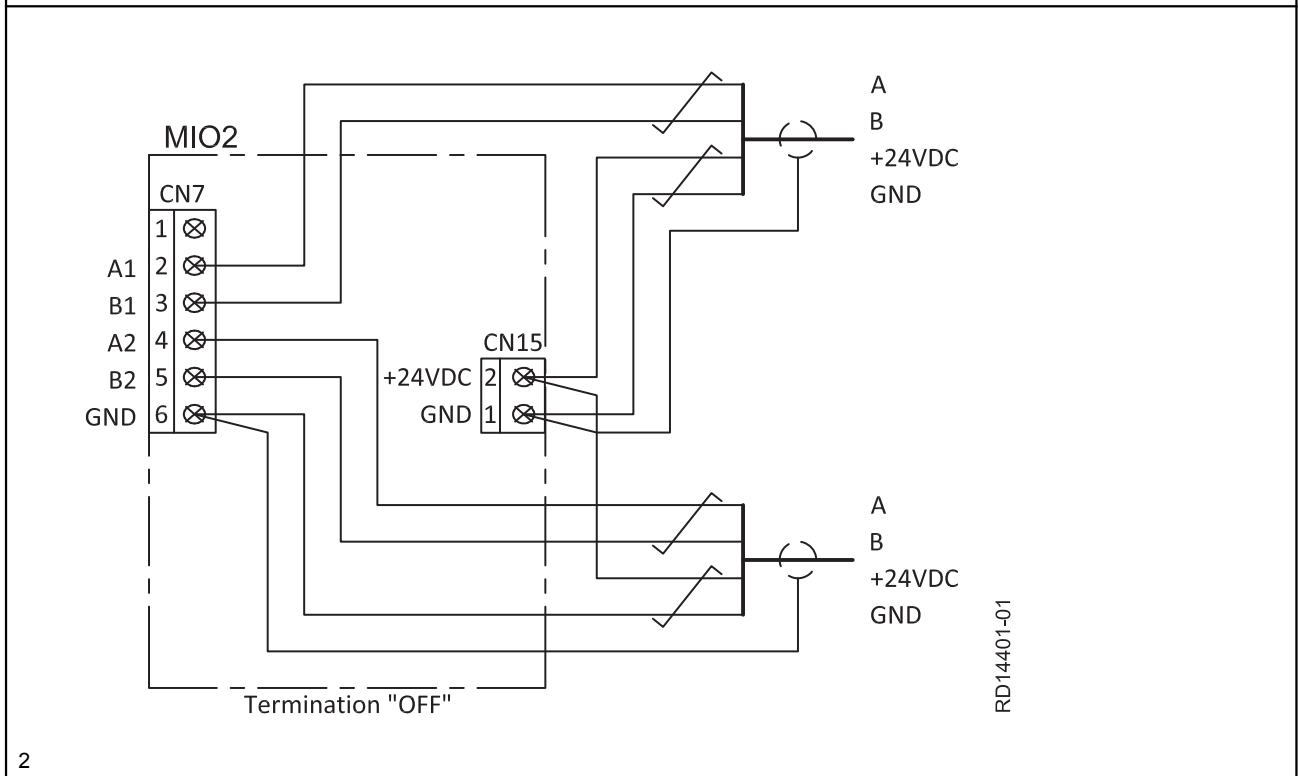 A
B
+24VDC
GND
MIO2
CN7
1
A1 2
B1 3
A2 4
B2 5
GND 6
CN15
+24VDC 2
GND 1
A
B
+24VDC
GND
Termination "OFF"
RD14401-01
2